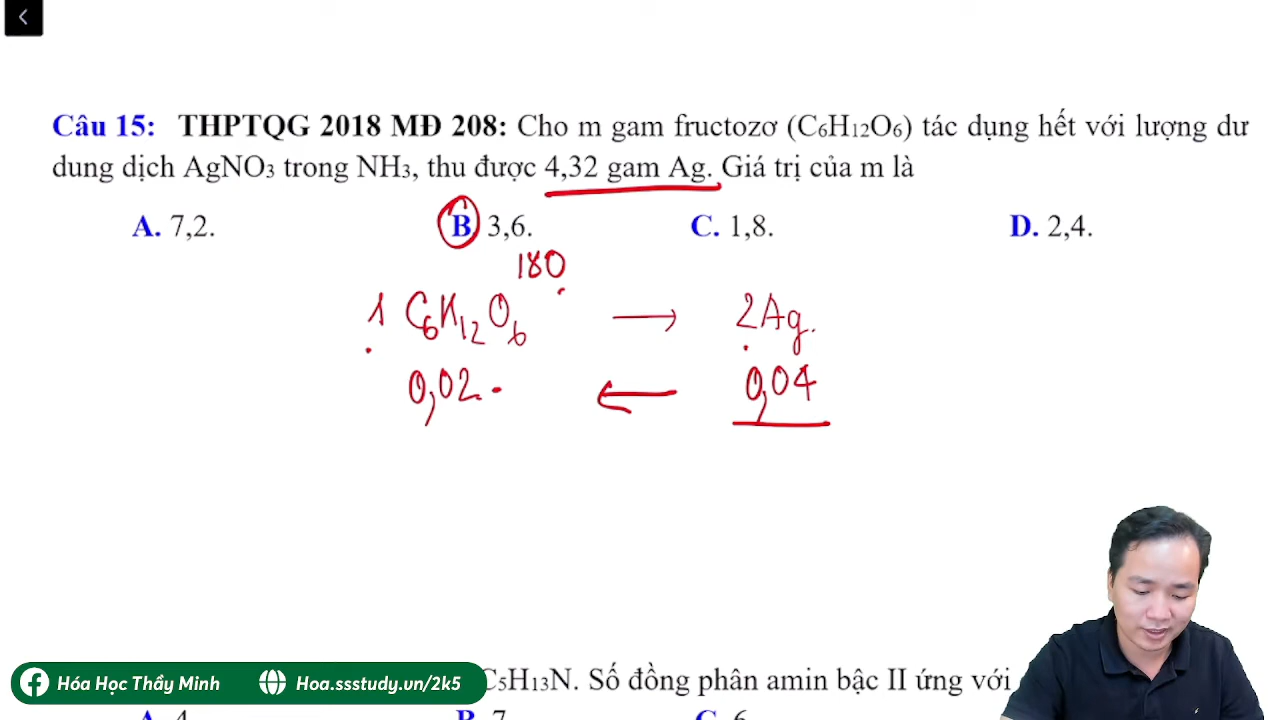 Câu 15: THPTQG 2018 MĐ 208: Cho m gam fructozơ (C₆H₁₂O₆) tác dụng hết với lượng dư
dung dịch AgNO₃ trong NH₃, thu được 4,32 gam Ag. Giá trị của m là
A. 7,2. B. 3,6. C. 1,8. D. 2,4.
180
1 C₆H₁₂O₆ → 2Ag.
0,02. ← 0,04
C₅H₁₃N. Số đồng phân amin bậc II ứng với
Hóa Học Thầy Minh Hoa.ssstudy.vn/2k5
A. 4 B. 7 C. 6